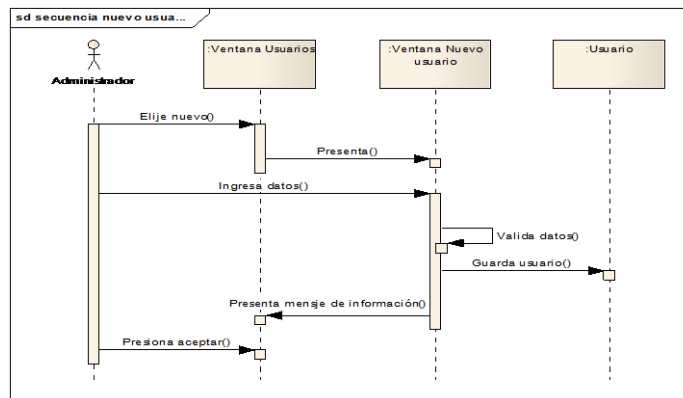 sd secuencia nuevo usua...
:Ventana Usuarios
:Ventana Nuevo
usuario
:Usuario
Administrador
Elije nuevo()
Presenta()
Ingresa datos()
Valida datos()
Guarda usuario()
Presenta mensje de información()
Presiona aceptar()